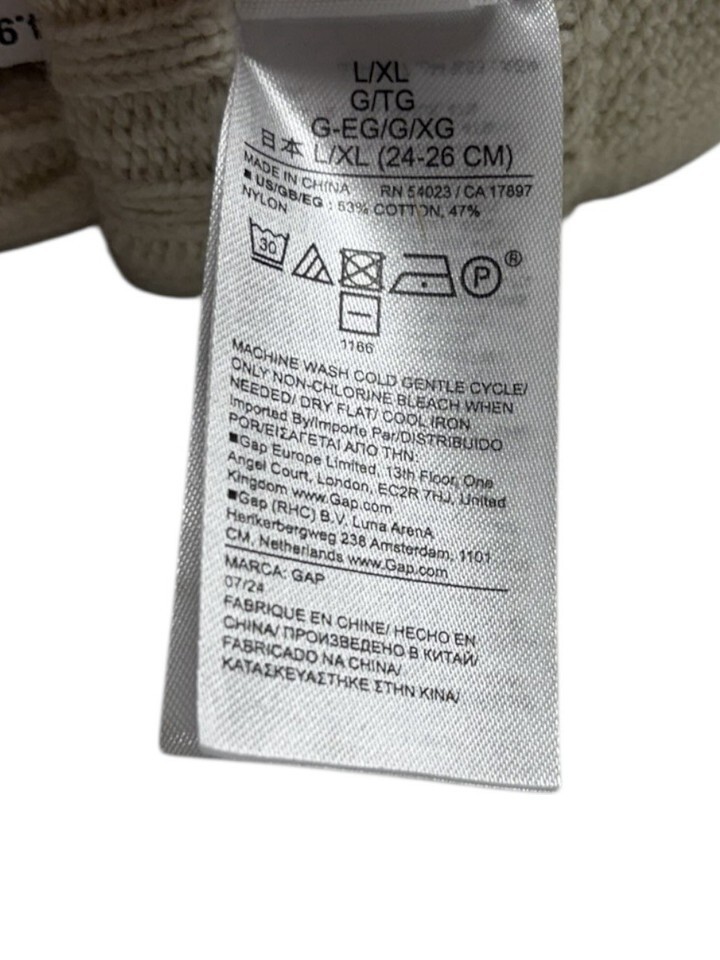 L/XL
G/TG
G-EG/G/XG
日本 L/XL (24-26 CM)
MADE IN CHINA RN 54023 / CA 17897
■ US/GB/EG : 53% COTTON, 47%
NYLON
30
P ®
1166
MACHINE WASH COLD GENTLE CYCLE/
ONLY NON-CHLORINE BLEACH WHEN
NEEDED/ DRY FLAT/ COOL IRON
Imported By/Importe Par/DISTRIBUIDO
POR/ΕΙΣΑΓΕΤΑΙ ΑΠΟ ΤΗΝ:
■Gap Europe Limited, 13th Floor, One
Angel Court, London, EC2R 7HJ, United
Kingdom www.Gap.com
■Gap (RHC) B.V. Luna ArenA
Herikerbergweg 238 Amsterdam, 1101
CM, Netherlands www.Gap.com
MARCA: GAP
07/24
FABRIQUE EN CHINE/ HECHO EN
CHINA/ ПРОИЗВЕДЕНО В КИТАЙ/
FABRICADO NA CHINA/
ΚΑΤΑΣΚΕΥΑΣΤΗΚΕ ΣΤΗΝ ΚΙΝΑ/